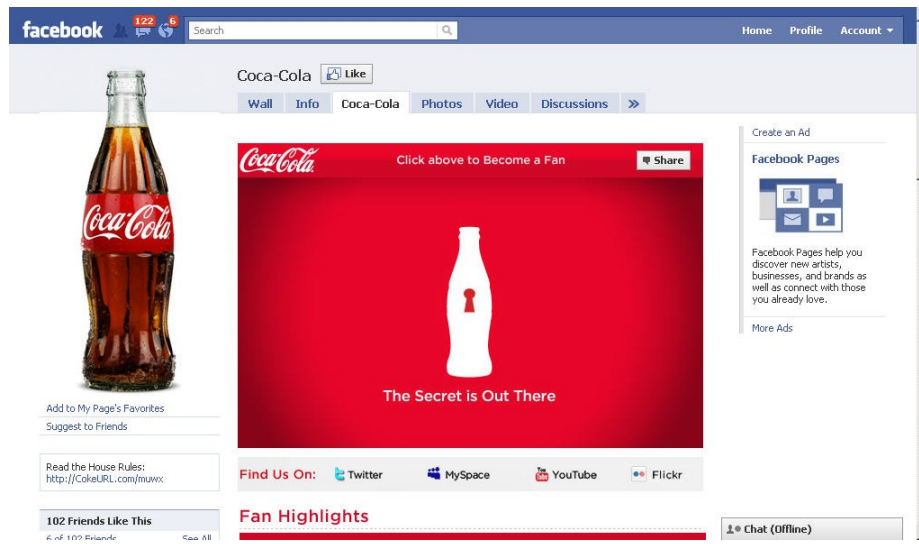 facebook
122
6
Search
Home Profile Account
Coca-Cola Like
Wall Info Coca-Cola Photos Video Discussions »
Coca-Cola
Coca-Cola
Click above to Become a Fan
Share
The Secret is Out There
Add to My Page's Favorites
Suggest to Friends
Read the House Rules:
http://CokeURL.com/muwx
102 Friends Like This
6 of 102 Friends See All
Find Us On: Twitter MySpace You Tube YouTube Flickr
Fan Highlights
Create an Ad
Facebook Pages
Facebook Pages help you
discover new artists,
businesses, and brands as
well as connect with those
you already love.
More Ads
Chat (Offline)